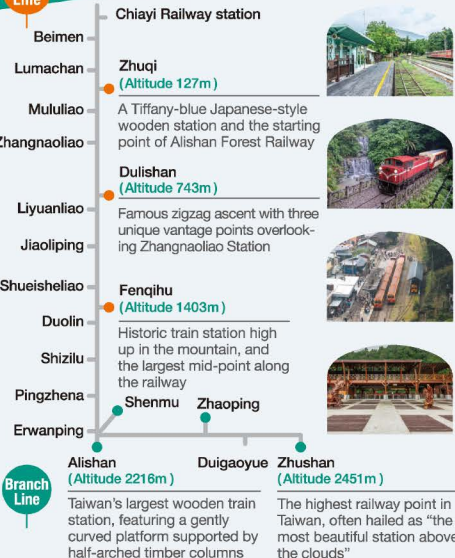 Line
Chiayi Railway station
Beimen
Lumachan
Zhuqi
(Altitude 127m)
A Tiffany-blue Japanese-style
wooden station and the starting
point of Alishan Forest Railway
Mululiao
Zhangnaoliao
Dulishan
(Altitude 743m)
Famous zigzag ascent with three
unique vantage points overlook-
ing Zhangnaoliao Station
Liyuanliao
Jiaoliping
Shueisheliao
Fenqihu
(Altitude 1403m)
Historic train station high
up in the mountain, and
the largest mid-point along
the railway
Duolin
Shizilu
Pingzhena
Erwanping
Shenmu
Zhaoping
Branch
Line
Alishan
(Altitude 2216m)
Taiwan's largest wooden train
station, featuring a gently
curved platform supported by
half-arched timber columns
Duigaoyue
Zhushan
(Altitude 2451m)
The highest railway point in
Taiwan, often hailed as "the
most beautiful station above
the clouds"